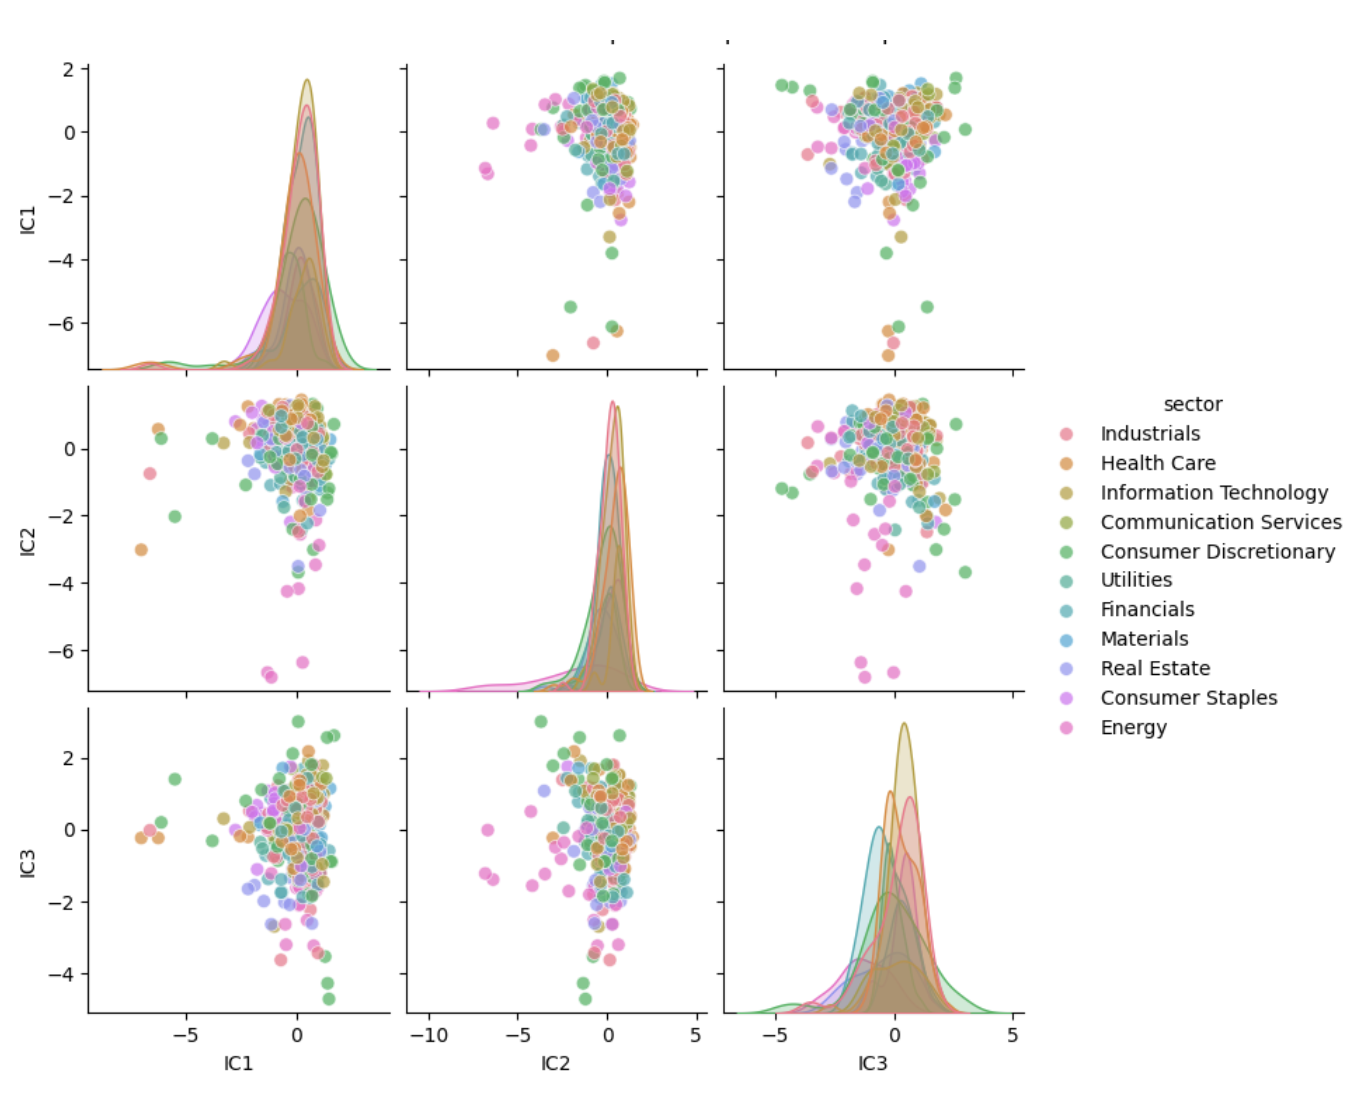 2
0
−2
−4
−6
IC1
0
−2
−4
−6
IC2
2
0
−2
−4
IC3
−5
0
IC1
−10
−5
0
5
IC2
−5
0
5
IC3
sector
Industrials
Health Care
Information Technology
Communication Services
Consumer Discretionary
Utilities
Financials
Materials
Real Estate
Consumer Staples
Energy